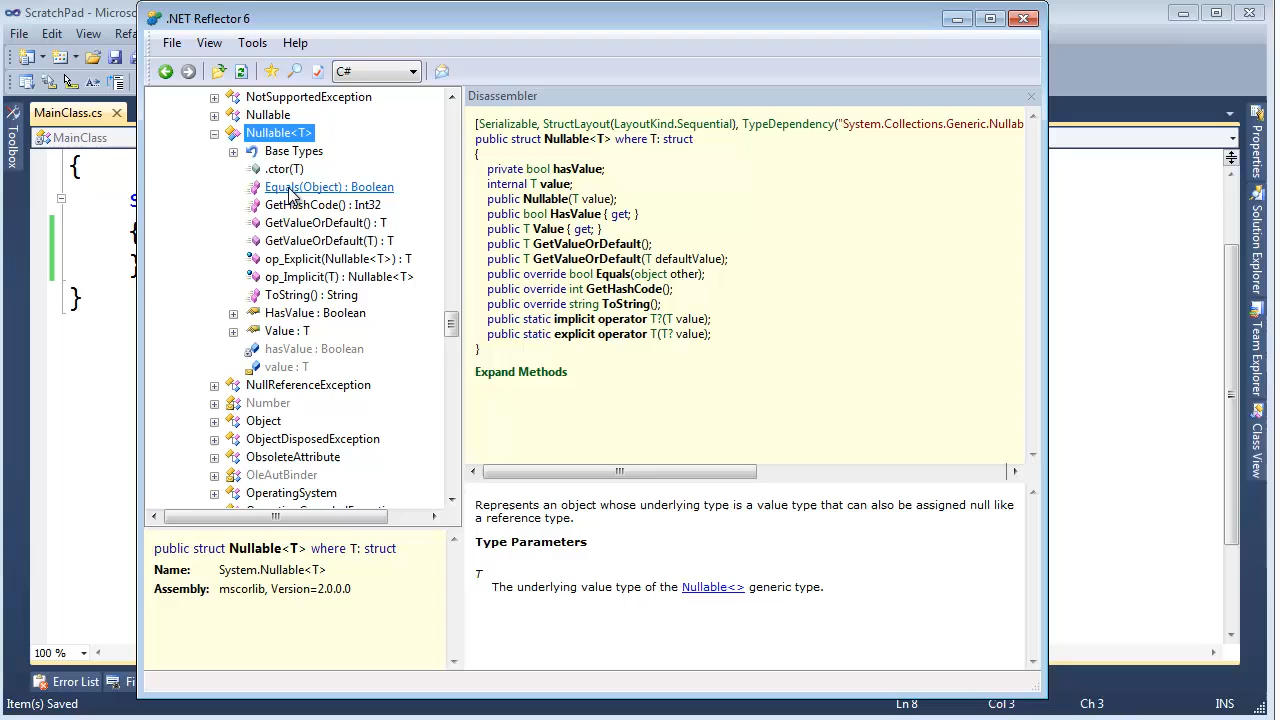 ScratchPad - Microso
.NET Reflector 6
File Edit View Refa
File View Tools Help
C#
MainClass.cs
MainClass
Toolbox
{
s
{
}
}
NotSupportedException
Nullable
Nullable<T>
Base Types
.ctor(T)
Equals(Object) : Boolean
GetHashCode() : Int32
GetValueOrDefault() : T
GetValueOrDefault(T) : T
op_Explicit(Nullable<T>) : T
op_Implicit(T) : Nullable<T>
ToString() : String
HasValue : Boolean
Value : T
hasValue : Boolean
value : T
NullReferenceException
Number
Object
ObjectDisposedException
ObsoleteAttribute
OleAutBinder
OperatingSystem
Disassembler
[Serializable, StructLayout(LayoutKind.Sequential), TypeDependency("System.Collections.Generic.Nullab
public struct Nullable<T> where T: struct
{
private bool hasValue;
internal T value;
public Nullable(T value);
public bool HasValue { get; }
public T Value { get; }
public T GetValueOrDefault();
public T GetValueOrDefault(T defaultValue);
public override bool Equals(object other);
public override int GetHashCode();
public override string ToString();
public static implicit operator T?(T value);
public static explicit operator T(T? value);
}
Expand Methods
Represents an object whose underlying type is a value type that can also be assigned null like
a reference type.
Type Parameters
T
The underlying value type of the Nullable<> generic type.
public struct Nullable<T> where T: struct
Name: System.Nullable<T>
Assembly: mscorlib, Version=2.0.0.0
Properties
Solution Explorer
Team Explorer
Class View
100 %
Error List Fi
Item(s) Saved Ln 8 Col 3 Ch 3 INS